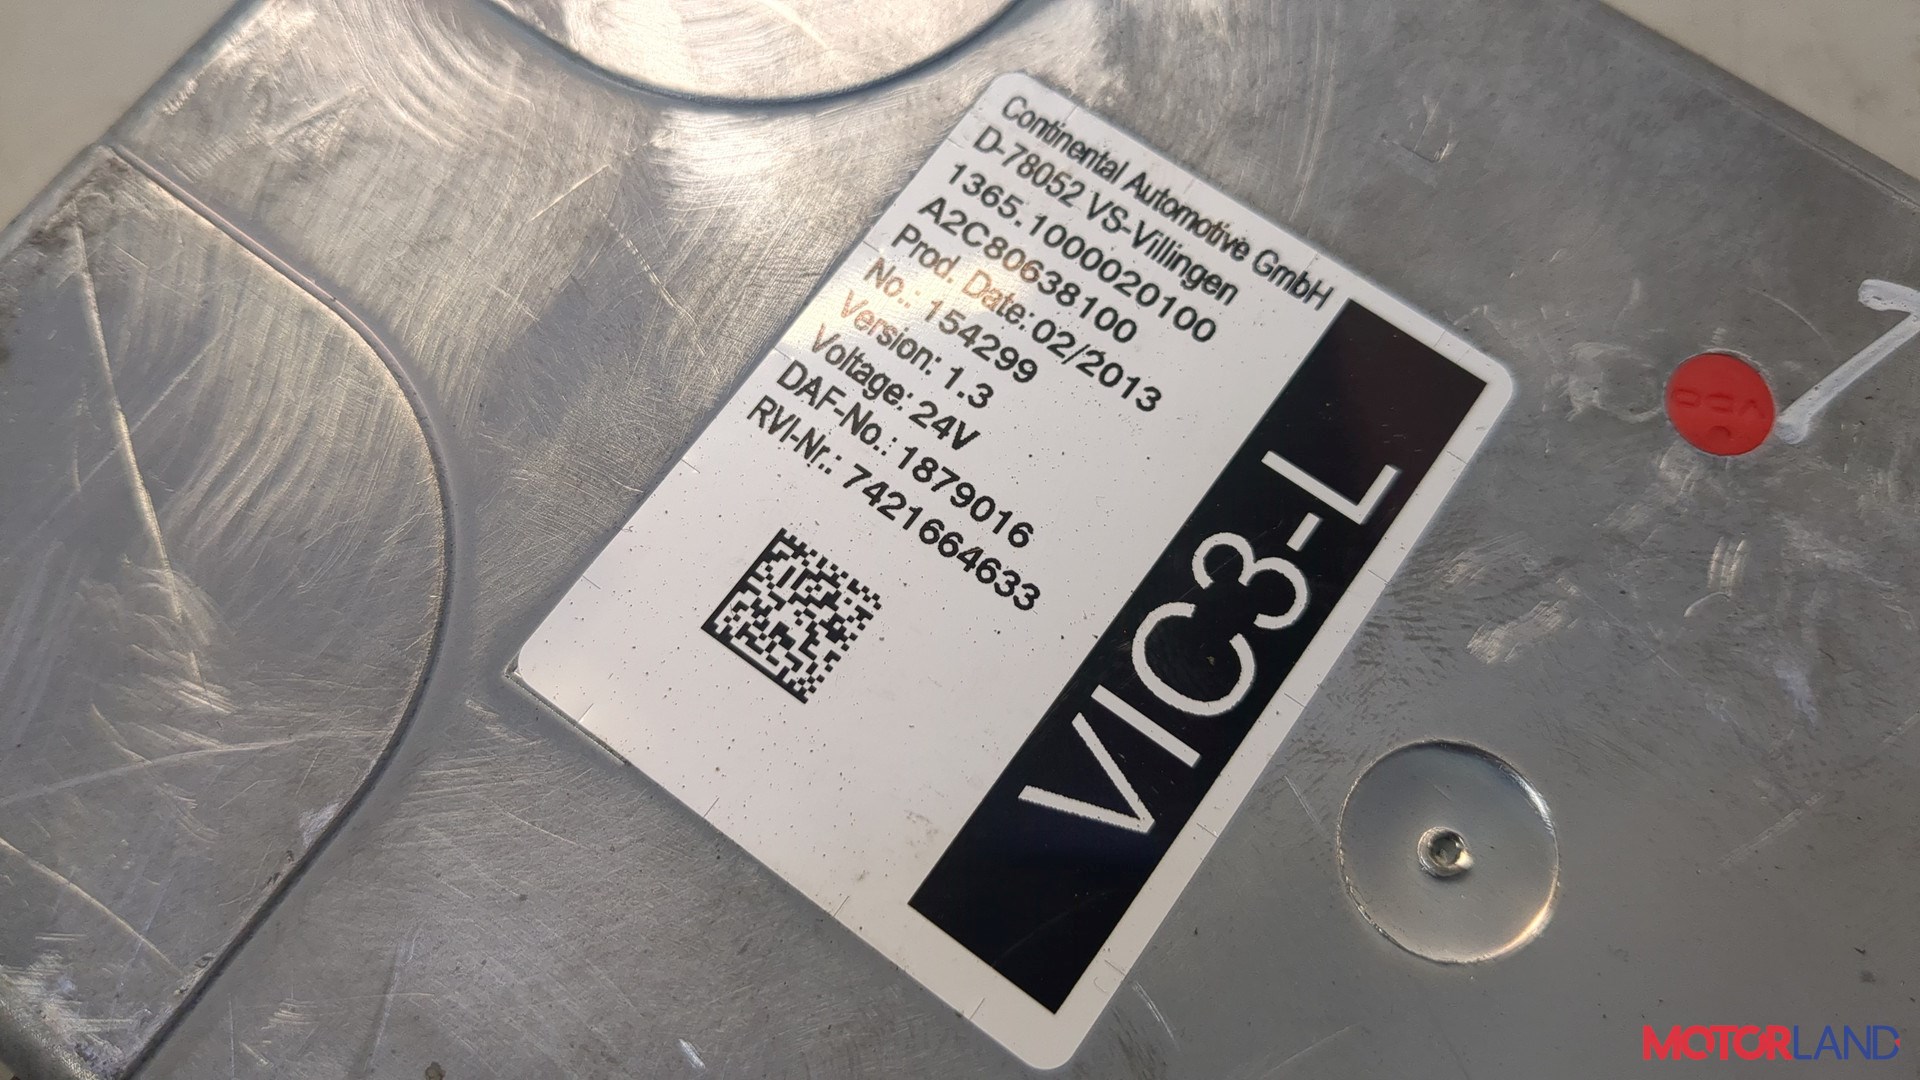 Continental Automotive GmbH
D-78052 VS-Villingen
1365.1000020100
A2C80638100
Prod. Date: 02/2013
No.: 154299
Version: 1.3
Voltage: 24V
DAF-No.: 1879016
RVI-Nr.: 7421664633
VIC3-L
VDO
MOTORLAND